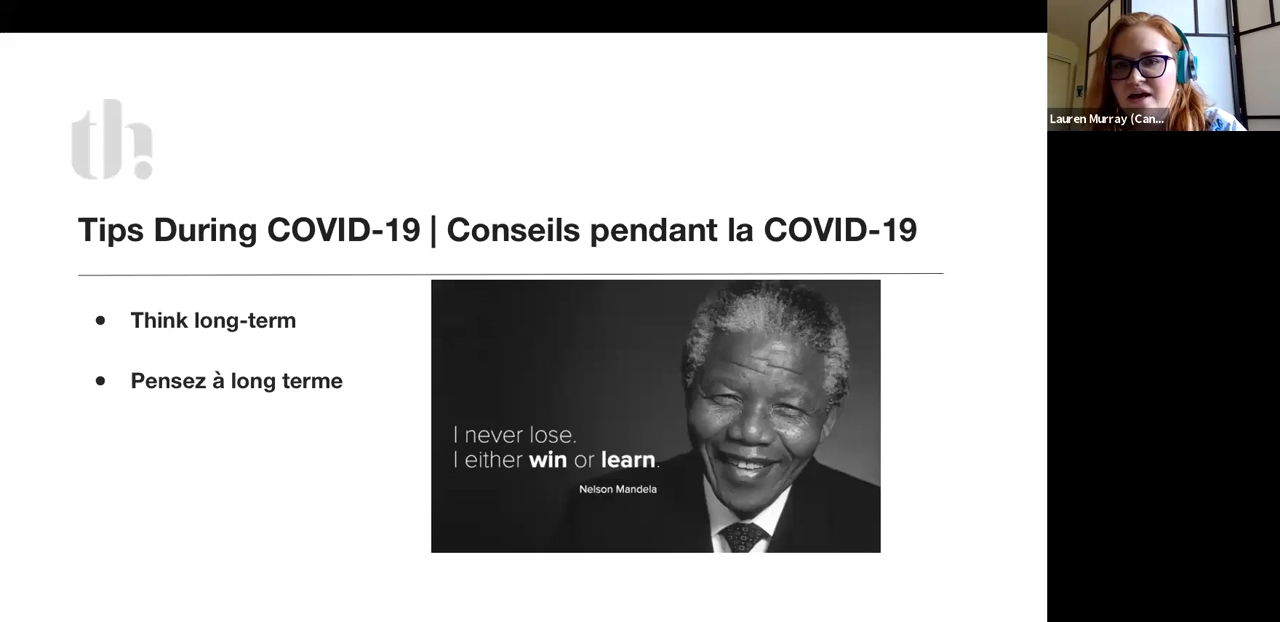 th.
Tips During COVID-19 | Conseils pendant la COVID-19
Think long-term
Pensez à long terme
I never lose.
I either win or learn.
Nelson Mandela
Lauren Murray (Can...